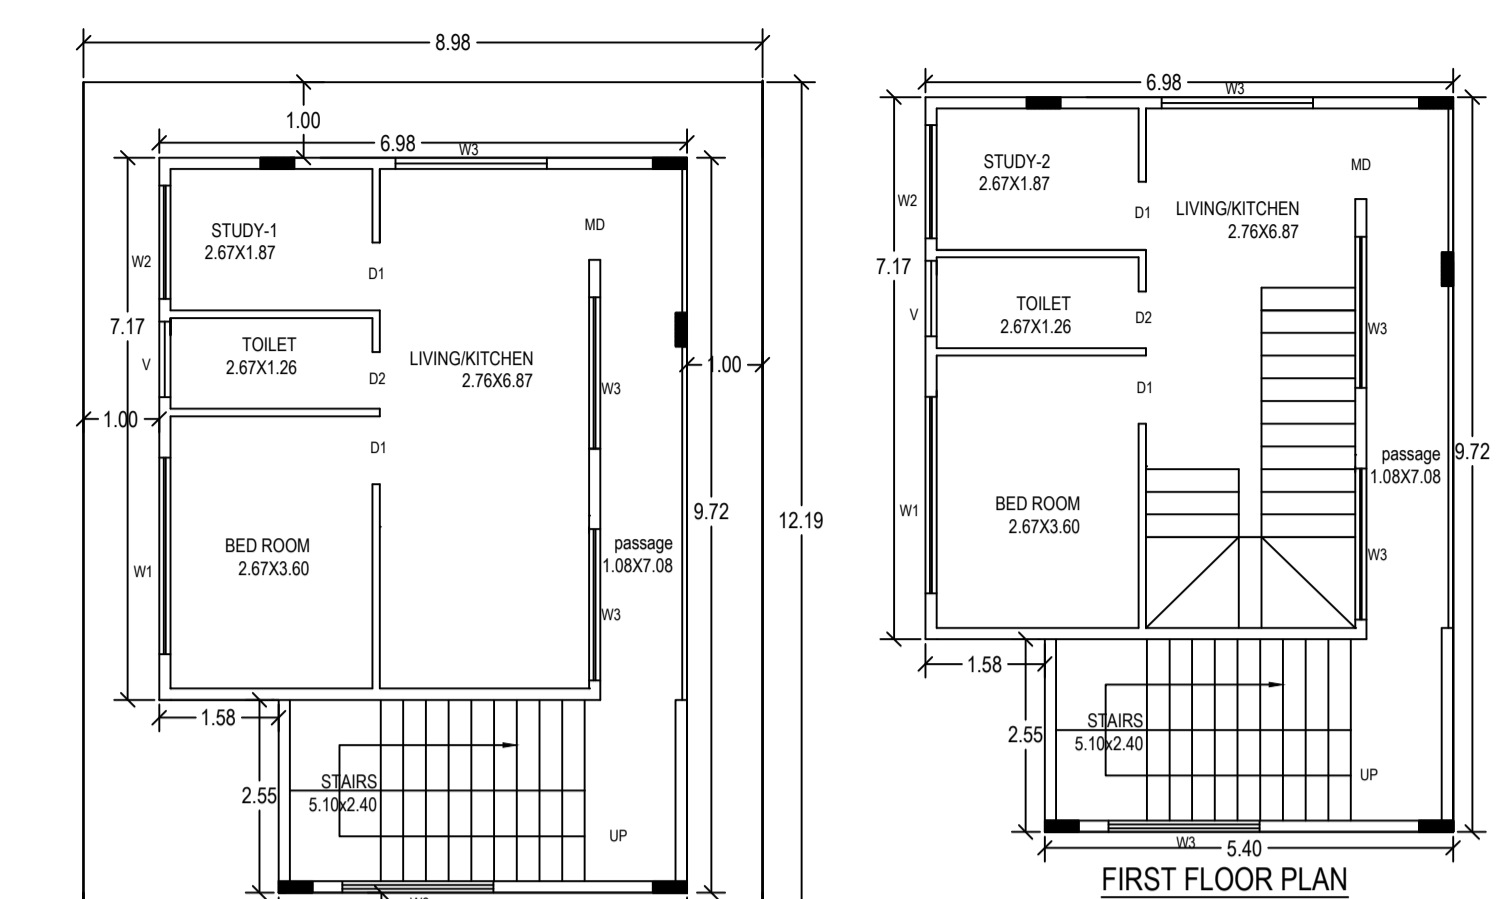 8.98
1.00
6.98
W3
STUDY-1
2.67X1.87
MD
W2
D1
7.17
TOILET
2.67X1.26
V
D2
LIVING/KITCHEN
2.76X6.87
1.00
W3
1.00
D1
9.72
12.19
BED ROOM
2.67X3.60
passage
1.08X7.08
W1
W3
1.58
STAIRS
5.10x2.40
2.55
UP
6.98
W3
STUDY-2
2.67X1.87
MD
W2
D1
LIVING/KITCHEN
2.76X6.87
7.17
TOILET
2.67X1.26
V
D2
W3
D1
passage
1.08X7.08
9.72
BED ROOM
2.67X3.60
W1
W3
1.58
STAIRS
5.10x2.40
2.55
UP
W3
5.40
FIRST FLOOR PLAN